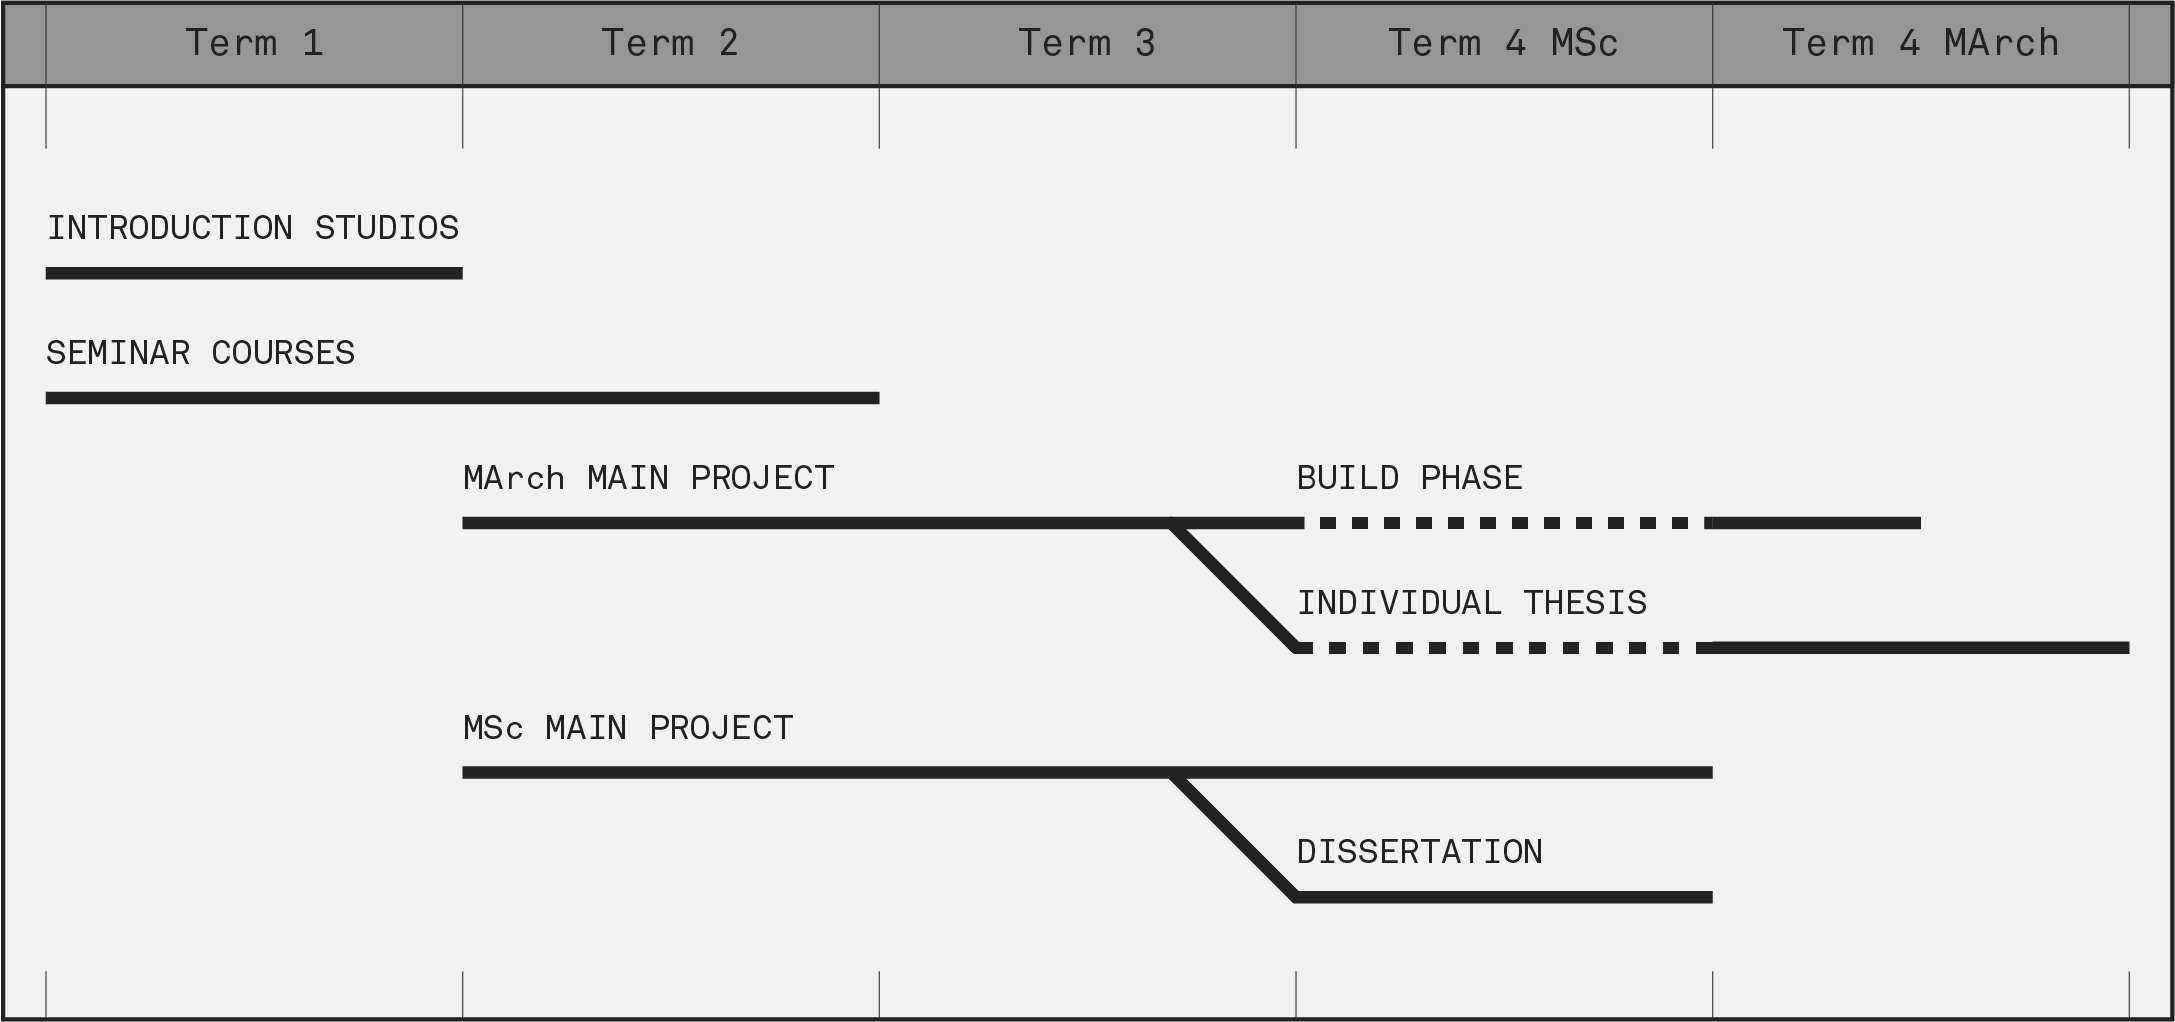 Term 1 Term 2 Term 3 Term 4 MSc Term 4 MArch
INTRODUCTION STUDIOS
SEMINAR COURSES
MArch MAIN PROJECT BUILD PHASE
INDIVIDUAL THESIS
MSc MAIN PROJECT
DISSERTATION